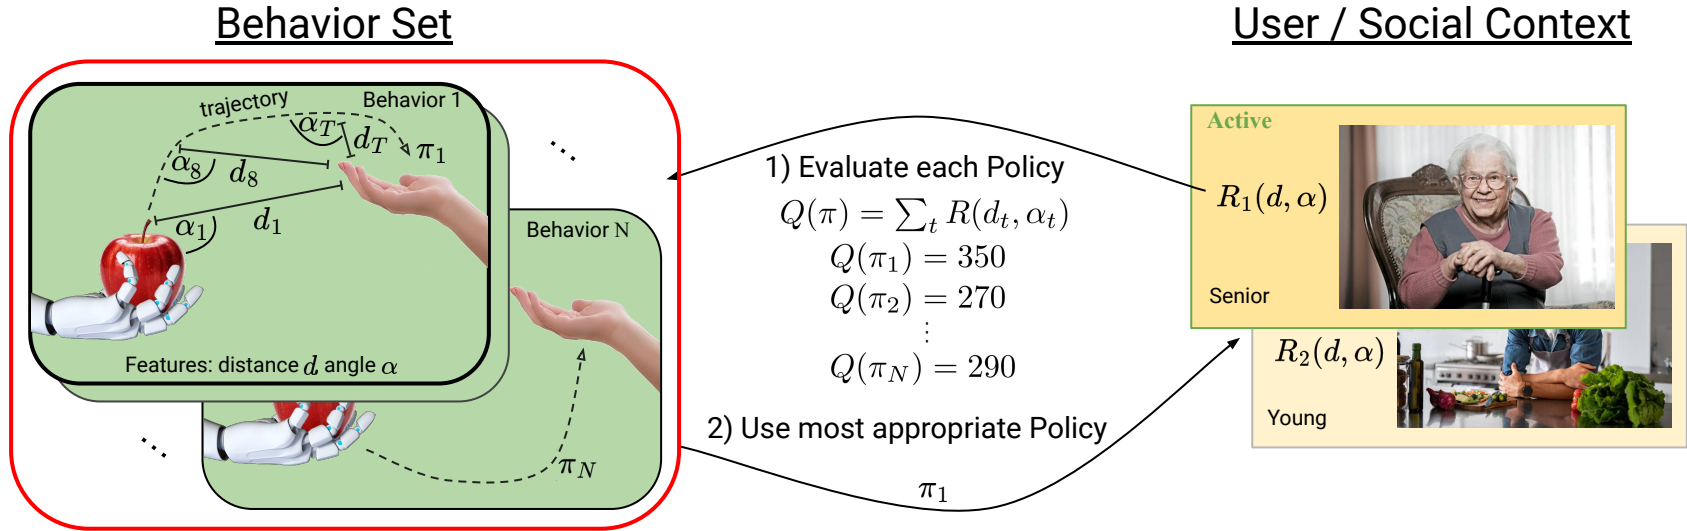 Behavior Set
User / Social Context
trajectory
Behavior 1
α_T
d_T
π_1
α_8
d_8
α_1
d_1
Features: distance d, angle α
Behavior N
π_N
...
...
1) Evaluate each Policy
Q(π) = ∑_t R(d_t, α_t)
Q(π_1) = 350
Q(π_2) = 270
⋮
Q(π_N) = 290
2) Use most appropriate Policy
π_1
Active
R_1(d, α)
Senior
R_2(d, α)
Young